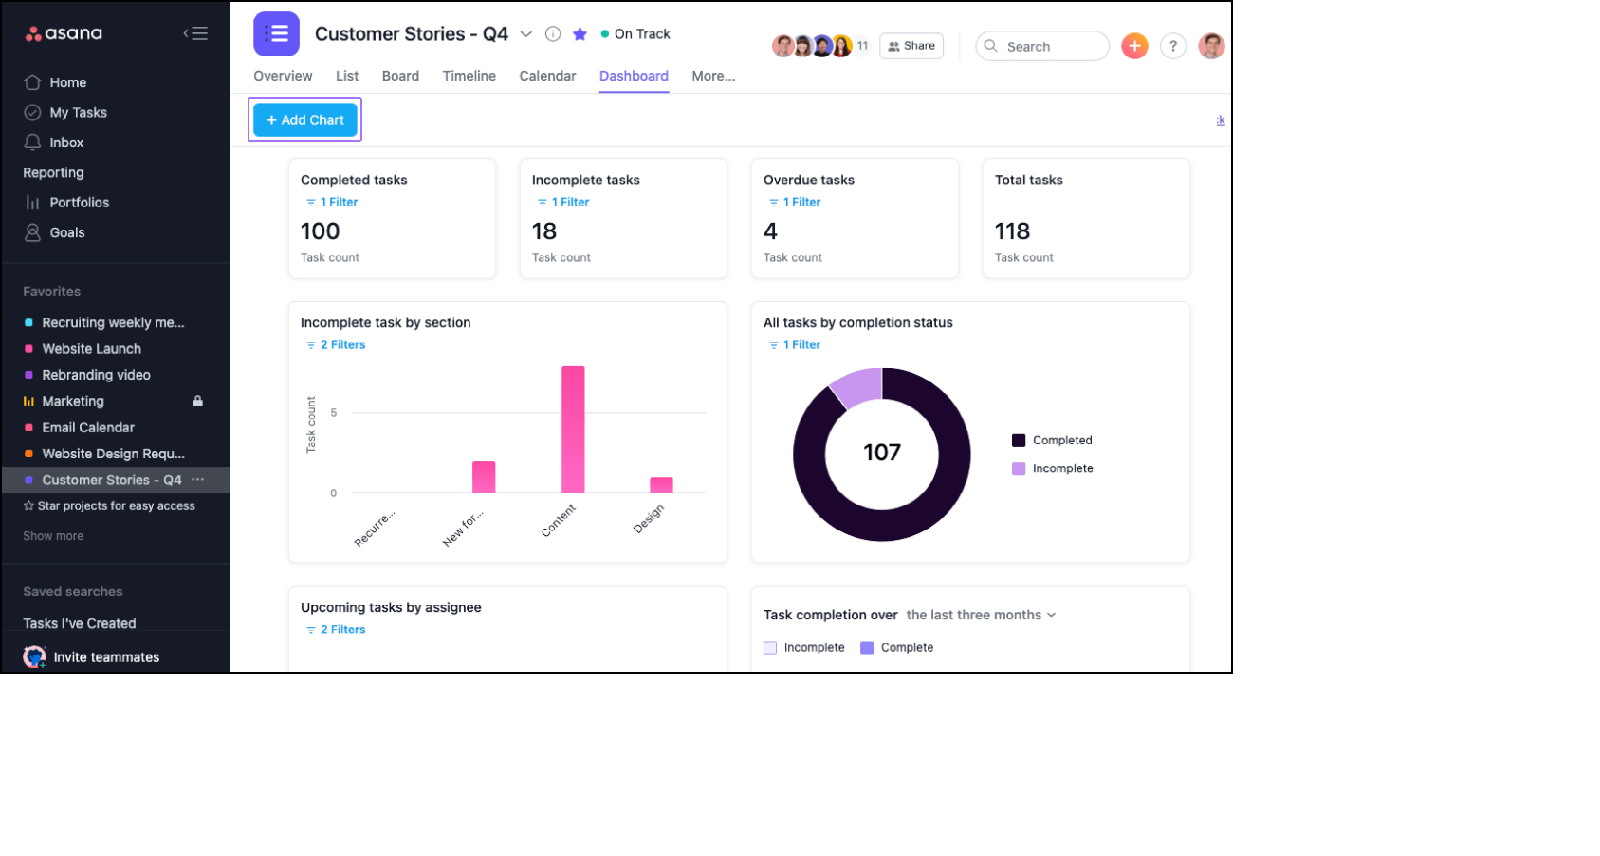 asana
Home
My Tasks
Inbox
Reporting
Portfolios
Goals
Favorites
Recruiting weekly me...
Website Launch
Rebranding video
Marketing
Email Calendar
Website Design Requ...
Customer Stories - Q4 ...
Star projects for easy access
Show more
Saved searches
Tasks I've Created
Invite teammates
Customer Stories - Q4
On Track
11
Share
Search
+
?
Overview List Board Timeline Calendar Dashboard More...
+ Add Chart
Completed tasks
1 Filter
100
Task count
Incomplete tasks
1 Filter
18
Task count
Overdue tasks
1 Filter
4
Task count
Total tasks
118
Task count
Incomplete task by section
2 Filters
Task count
5
0
Recurre...
New for...
Content
Design
All tasks by completion status
1 Filter
107
Completed
Incomplete
Upcoming tasks by assignee
2 Filters
Task completion over the last three months
Incomplete Complete